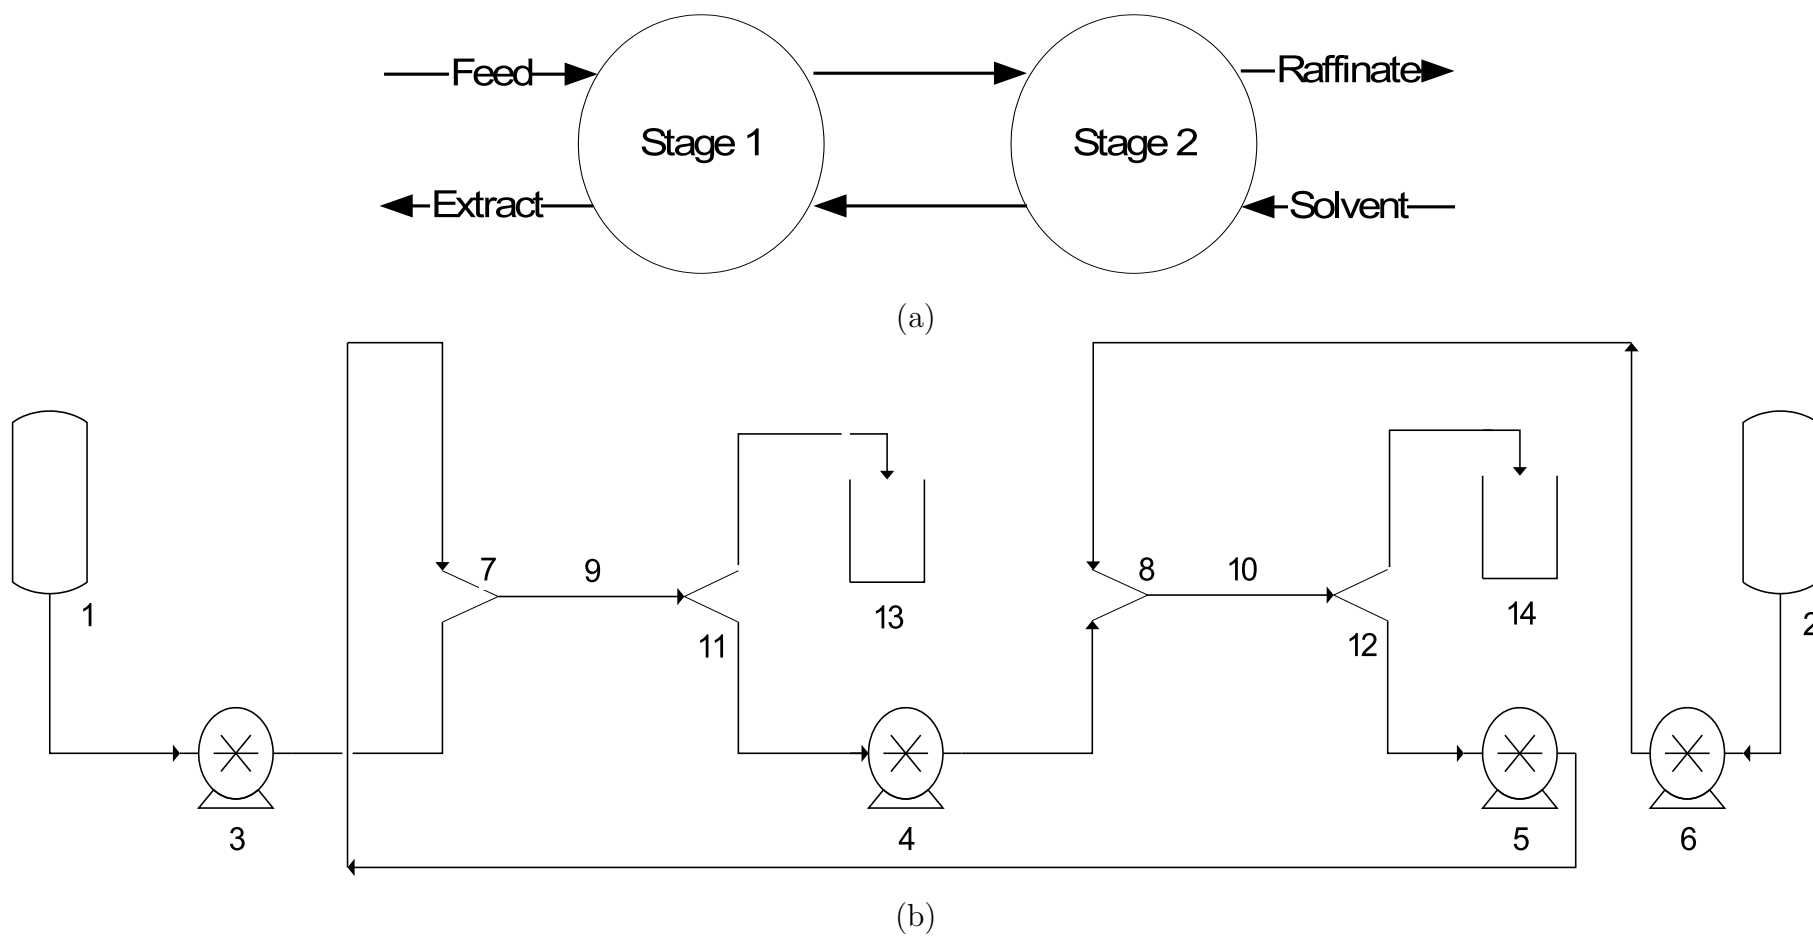 Feed Raffinate
Stage 1 Stage 2
Extract Solvent
(a)
7 9 8 10
1 13 11 14 12 2
3 4 5 6
(b)